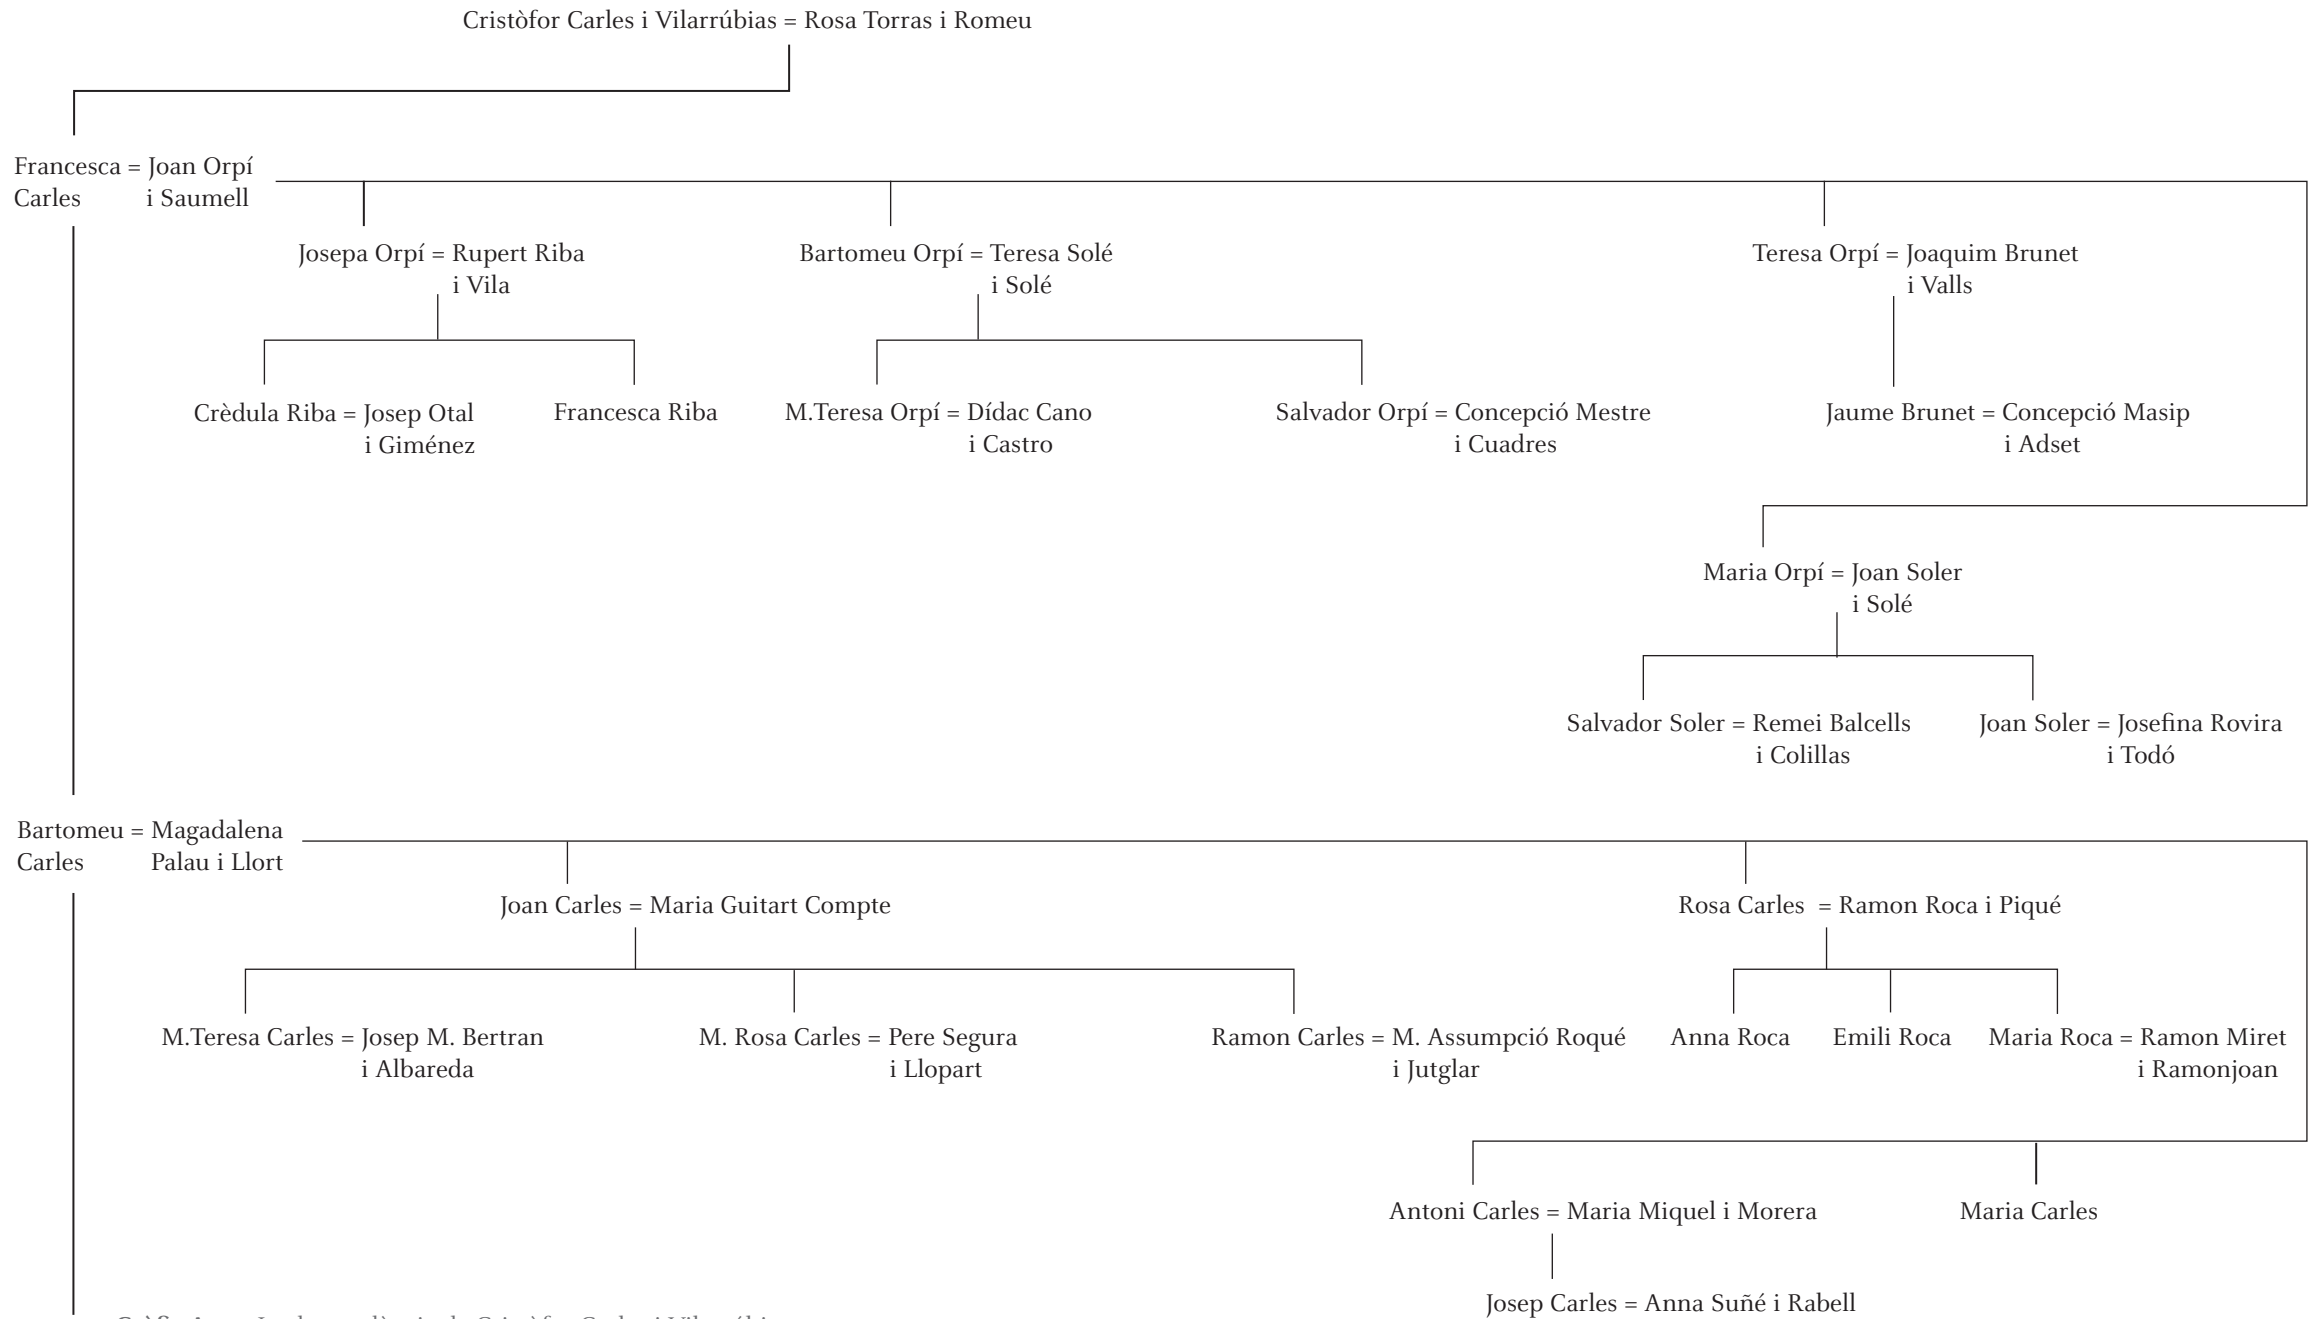 Cristòfor Carles i Vilarrúbias = Rosa Torras i Romeu
Francesca = Joan Orpí
Carles i Saumell
Josepa Orpí = Rupert Riba
i Vila
Bartomeu Orpí = Teresa Solé
i Solé
Teresa Orpí = Joaquim Brunet
i Valls
Crèdula Riba = Josep Otal
i Giménez
Francesca Riba
M.Teresa Orpí = Dídac Cano
i Castro
Salvador Orpí = Concepció Mestre
i Cuadres
Jaume Brunet = Concepció Masip
i Adset
Maria Orpí = Joan Soler
i Solé
Salvador Soler = Remei Balcells
i Colillas
Joan Soler = Josefina Rovira
i Todó
Bartomeu = Magadalena
Carles Palau i Llort
Joan Carles = Maria Guitart Compte
Rosa Carles = Ramon Roca i Piqué
M.Teresa Carles = Josep M. Bertran
i Albareda
M. Rosa Carles = Pere Segura
i Llopart
Ramon Carles = M. Assumpció Roqué
i Jutglar
Anna Roca
Emili Roca
Maria Roca = Ramon Miret
i Ramonjoan
Antoni Carles = Maria Miquel i Morera
Maria Carles
Josep Carles = Anna Suñé i Rabell